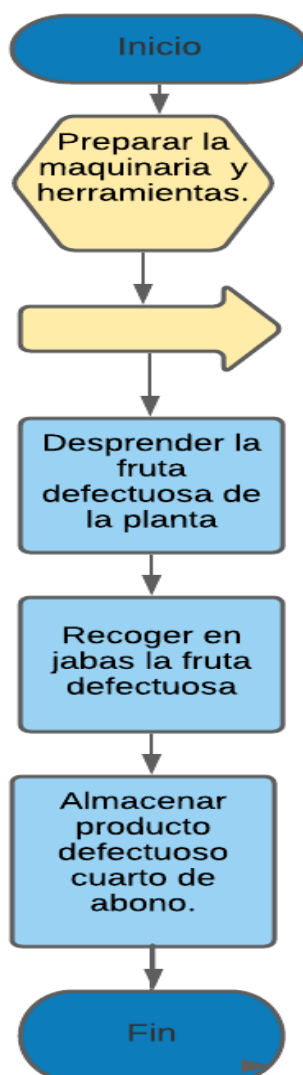 Inicio
Preparar la
maquinaria y
herramientas.
Desprender la
fruta
defectuosa de
la planta
Recoger en
jabas la fruta
defectuosa
Almacenar
producto
defectuoso
cuarto de
abono.
Fin